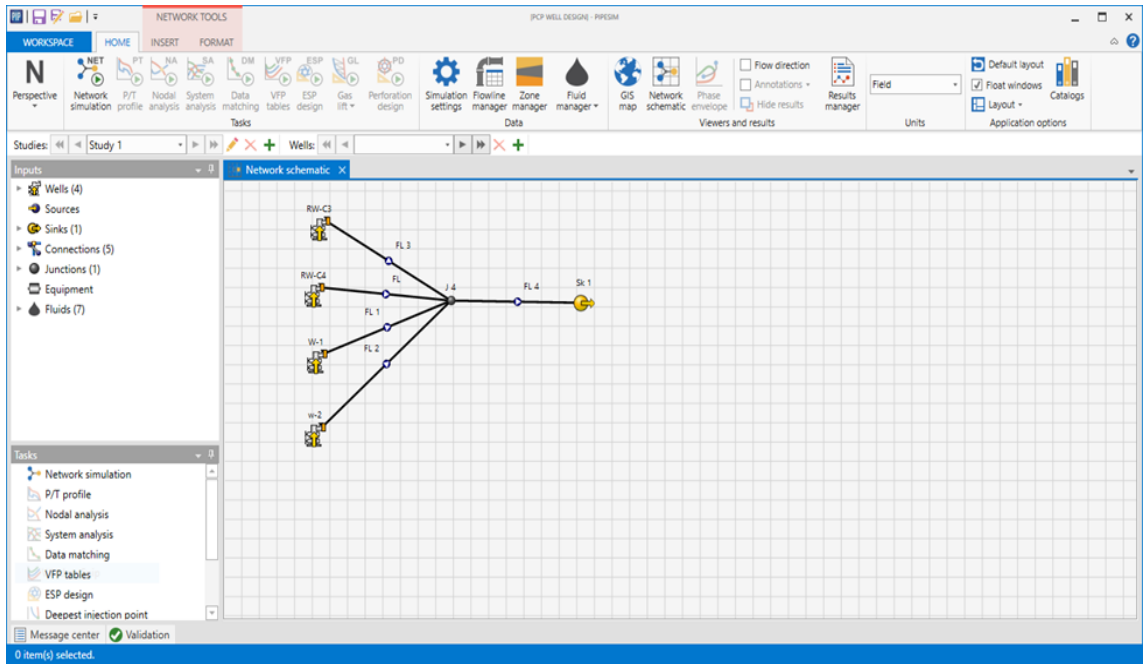 NETWORK TOOLS
[PCP WELL DESIGN] - PIPESIM
WORKSPACE HOME INSERT FORMAT
N NET PT NA SA DM VFP ESP GL PD
Perspective Network simulation P/T profile Nodal analysis System analysis Data matching VFP tables ESP design Gas lift Perforation design Simulation settings Flowline manager Zone manager Fluid manager GIS map Network schematic Phase envelope
Flow direction
Annotations
Hide results
Results manager
Field
Default layout
Float windows
Layout
Catalogs
Tasks Data Viewers and results Units Application options
Studies: Study 1 Wells:
Inputs
Wells (4)
Sources
Sinks (1)
Connections (5)
Junctions (1)
Equipment
Fluids (7)
Tasks
Network simulation
P/T profile
Nodal analysis
System analysis
Data matching
VFP tables
ESP design
Deepest injection point
Network schematic
RW-C3
FL 3
RW-C4
FL
J 4
FL 4
Sk 1
FL 1
W-1
FL 2
w-2
Message center Validation
0 item(s) selected.